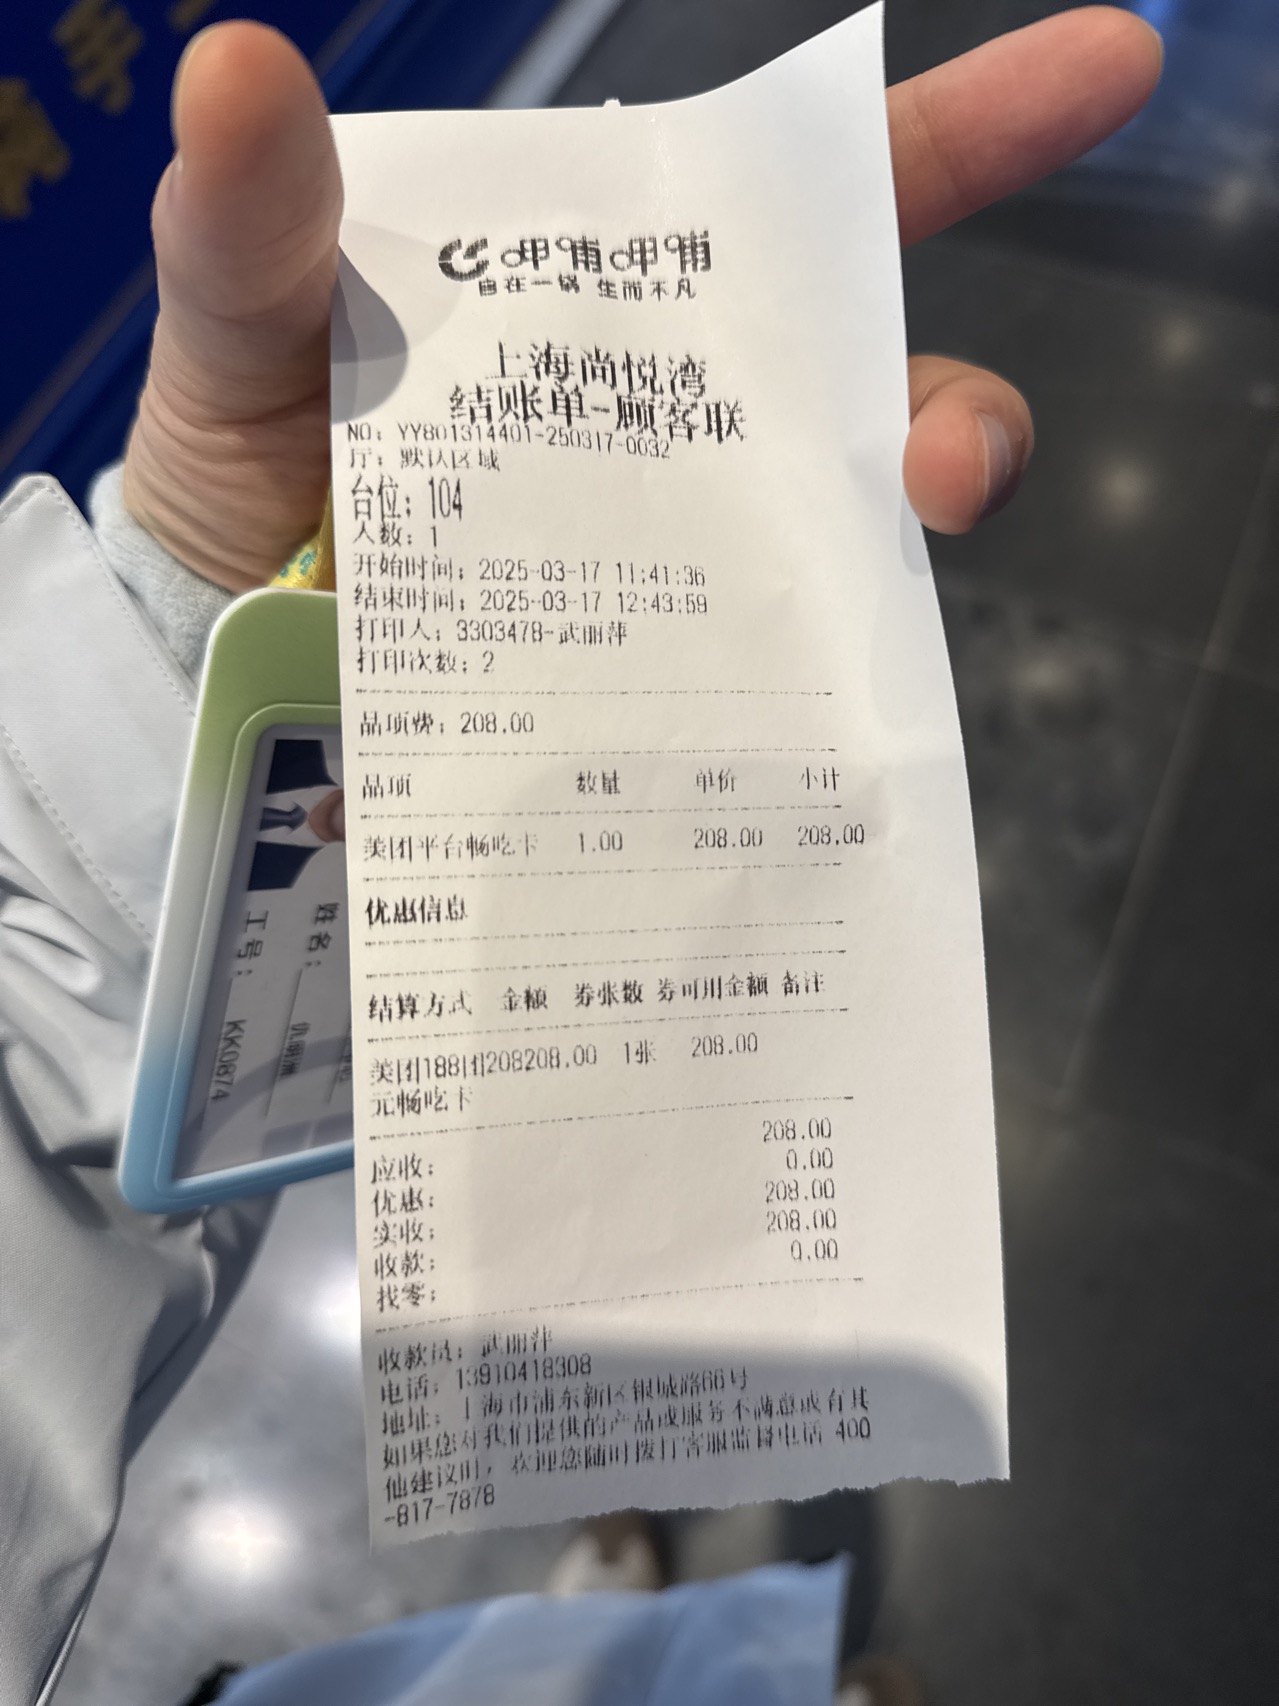 呷哺呷哺
自在一锅 生而不凡
上海尚悦湾
结账单-顾客联
NO: YY801314401-250317-0032
厅: 默认区域
台位: 104
人数: 1
开始时间: 2025-03-17 11:41:36
结束时间: 2025-03-17 12:43:59
打印人: 3303478-武丽萍
打印次数: 2
品项费: 208.00
品项 数量 单价 小计
美团平台畅吃卡 1.00 208.00 208.00
优惠信息
结算方式 金额 券张数 券可用金额 备注
美团188团208208.00 1张 208.00
元畅吃卡
应收: 208.00
优惠: 0.00
实收: 208.00
收款: 208.00
找零: 0.00
收款员: 武丽萍
电话: 13910418308
地址: 上海市浦东新区银城路66号
如果您对我们提供的产品或服务不满意或有其
他建议时, 欢迎您随时拨打客服监督电话 400
-817-7878
姓名:
工号: KK0874